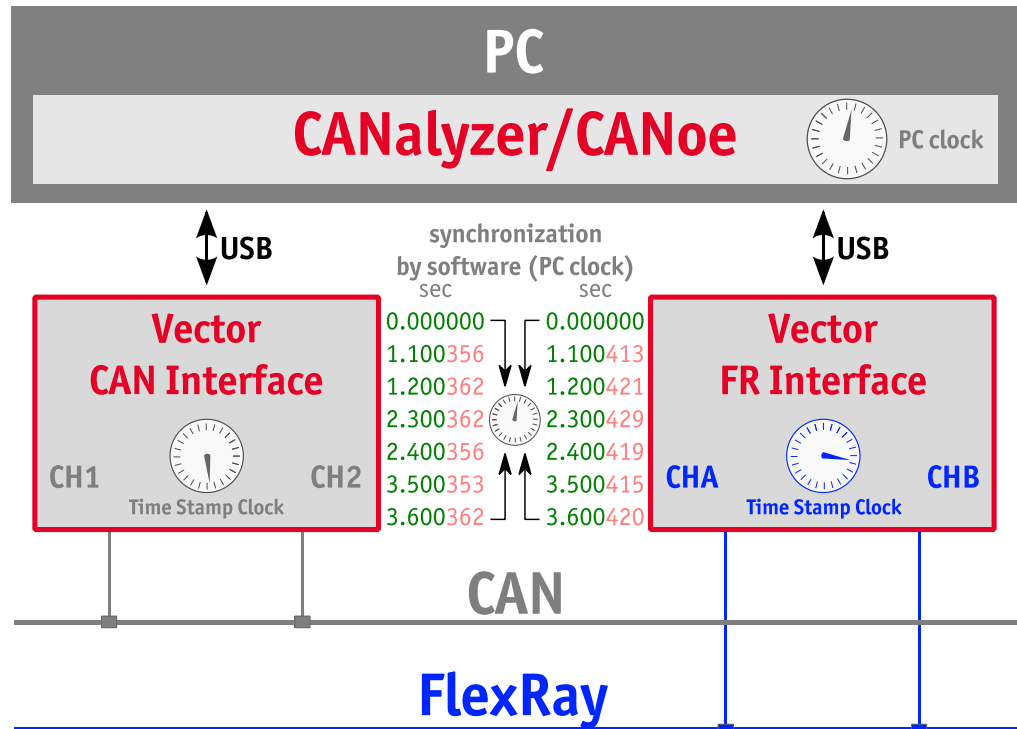 PC
CANalyzer/CANoe
PC clock
USB
synchronization
by software (PC clock)
USB
sec
sec
Vector
CAN Interface
CH1
CH2
Time Stamp Clock
0.000000
1.100356
1.200362
2.300362
2.400356
3.500353
3.600362
0.000000
1.100413
1.200421
2.300429
2.400419
3.500415
3.600420
Vector
FR Interface
CHA
CHB
Time Stamp Clock
CAN
FlexRay